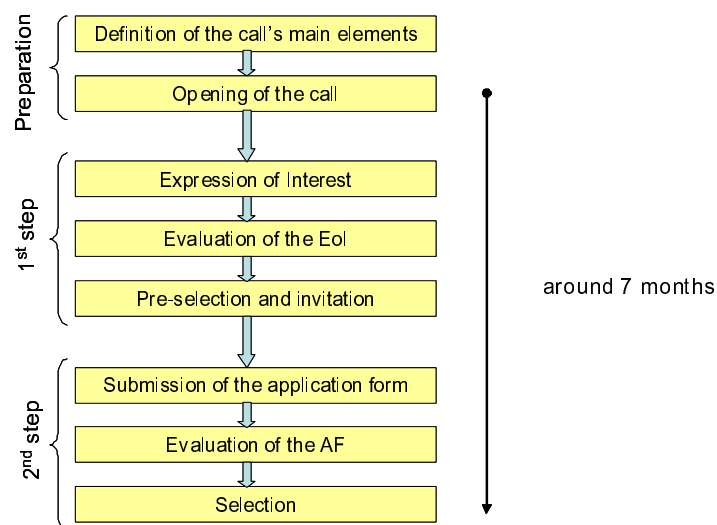 Preparation
Definition of the call's main elements
Opening of the call
1st step
Expression of Interest
Evaluation of the EoI
Pre-selection and invitation
around 7 months
2nd step
Submission of the application form
Evaluation of the AF
Selection